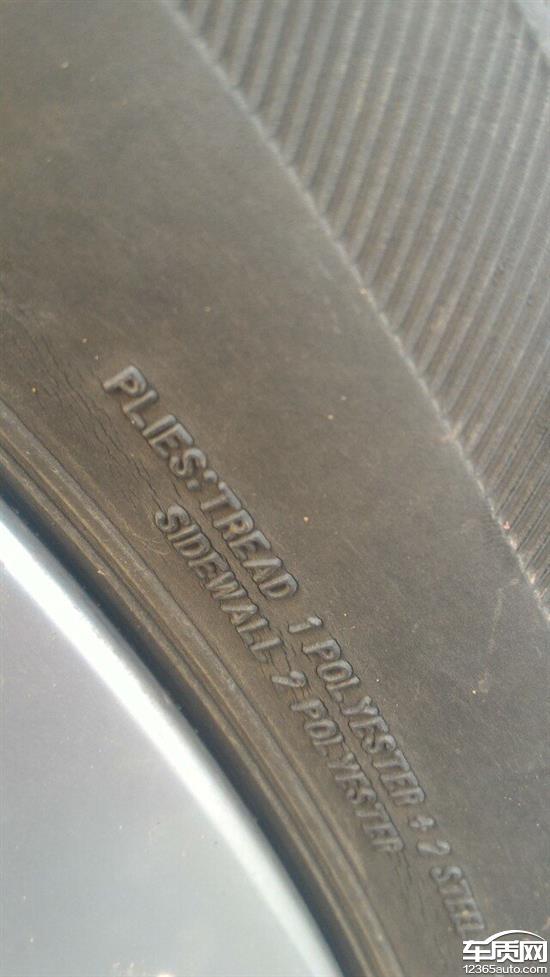 PLIES: TREAD 1 POLYESTER + 2 STEEL
SIDEWALL 2 POLYESTER
车质网
12365auto.com